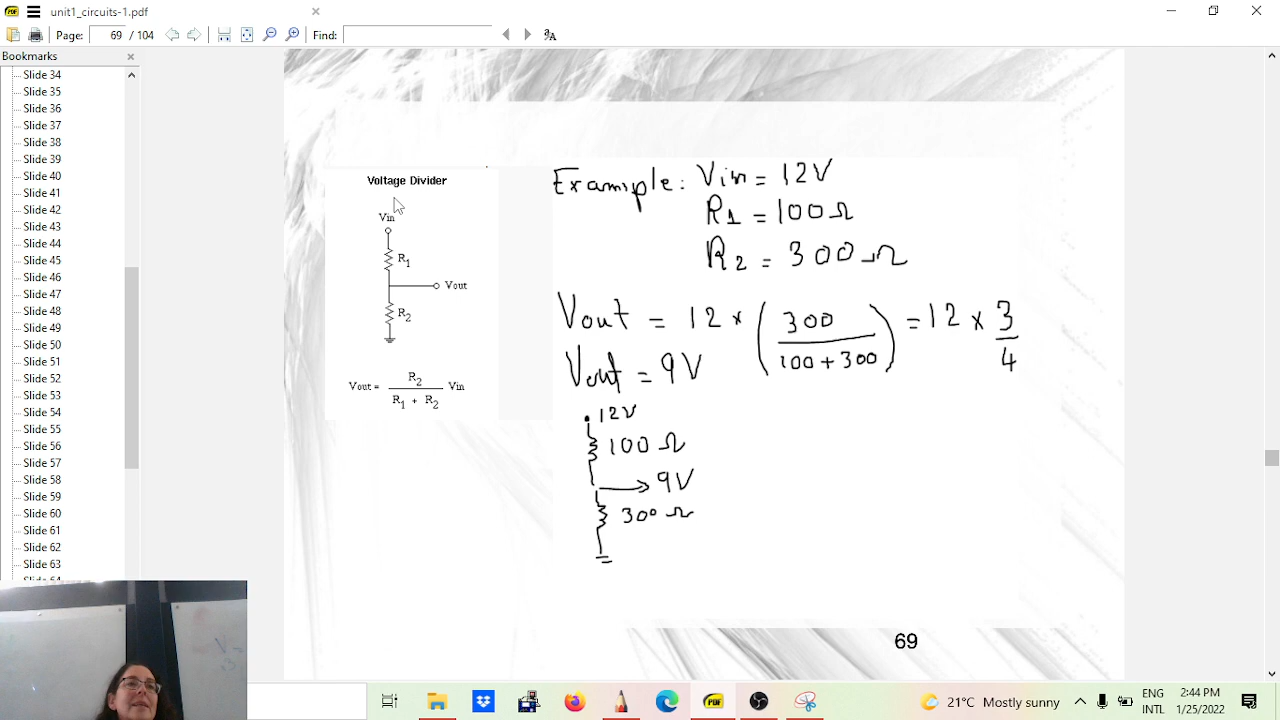 unit1_circuits-1.pdf
Page: 69 / 104 Find:
Bookmarks
Slide 34
Slide 35
Slide 36
Slide 37
Slide 38
Slide 39
Slide 40
Slide 41
Slide 42
Slide 43
Slide 44
Slide 45
Slide 46
Slide 47
Slide 48
Slide 49
Slide 50
Slide 51
Slide 52
Slide 53
Slide 54
Slide 55
Slide 56
Slide 57
Slide 58
Slide 59
Slide 60
Slide 61
Slide 62
Slide 63
Voltage Divider
Vin
R1
Vout
R2
Vout = R2 / (R1 + R2) Vin
Example: Vin = 12V
R1 = 100Ω
R2 = 300Ω
Vout = 12 × (300 / (100+300)) = 12 × 3/4
Vout = 9V
12V
100Ω
9V
300Ω
69
PDF
21°C Mostly sunny
ENG
INTL
2:44 PM
1/25/2022